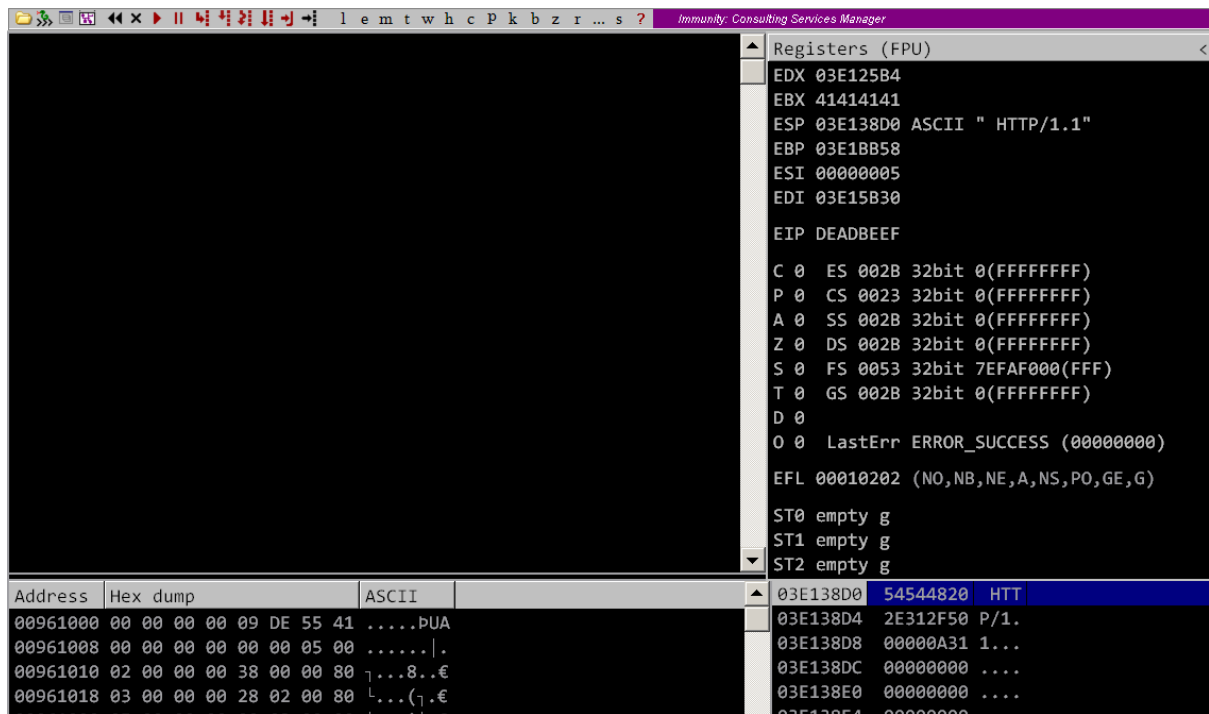 l e m t w h c P k b z r ... s ? Immunity: Consulting Services Manager
Registers (FPU) <
EDX 03E125B4
EBX 41414141
ESP 03E138D0 ASCII " HTTP/1.1"
EBP 03E1BB58
ESI 00000005
EDI 03E15B30
EIP DEADBEEF
C 0 ES 002B 32bit 0(FFFFFFFF)
P 0 CS 0023 32bit 0(FFFFFFFF)
A 0 SS 002B 32bit 0(FFFFFFFF)
Z 0 DS 002B 32bit 0(FFFFFFFF)
S 0 FS 0053 32bit 7EFAF000(FFF)
T 0 GS 002B 32bit 0(FFFFFFFF)
D 0
O 0 LastErr ERROR_SUCCESS (00000000)
EFL 00010202 (NO,NB,NE,A,NS,PO,GE,G)
ST0 empty g
ST1 empty g
ST2 empty g
Address Hex dump ASCII
00961000 00 00 00 00 09 DE 55 41 .....ÞUA
00961008 00 00 00 00 00 00 05 00 ......|.
00961010 02 00 00 00 38 00 00 80 ┐...8..€
00961018 03 00 00 00 28 02 00 80 └...(┐.€
03E138D0 54544820 HTT
03E138D4 2E312F50 P/1.
03E138D8 00000A31 1...
03E138DC 00000000 ....
03E138E0 00000000 ....